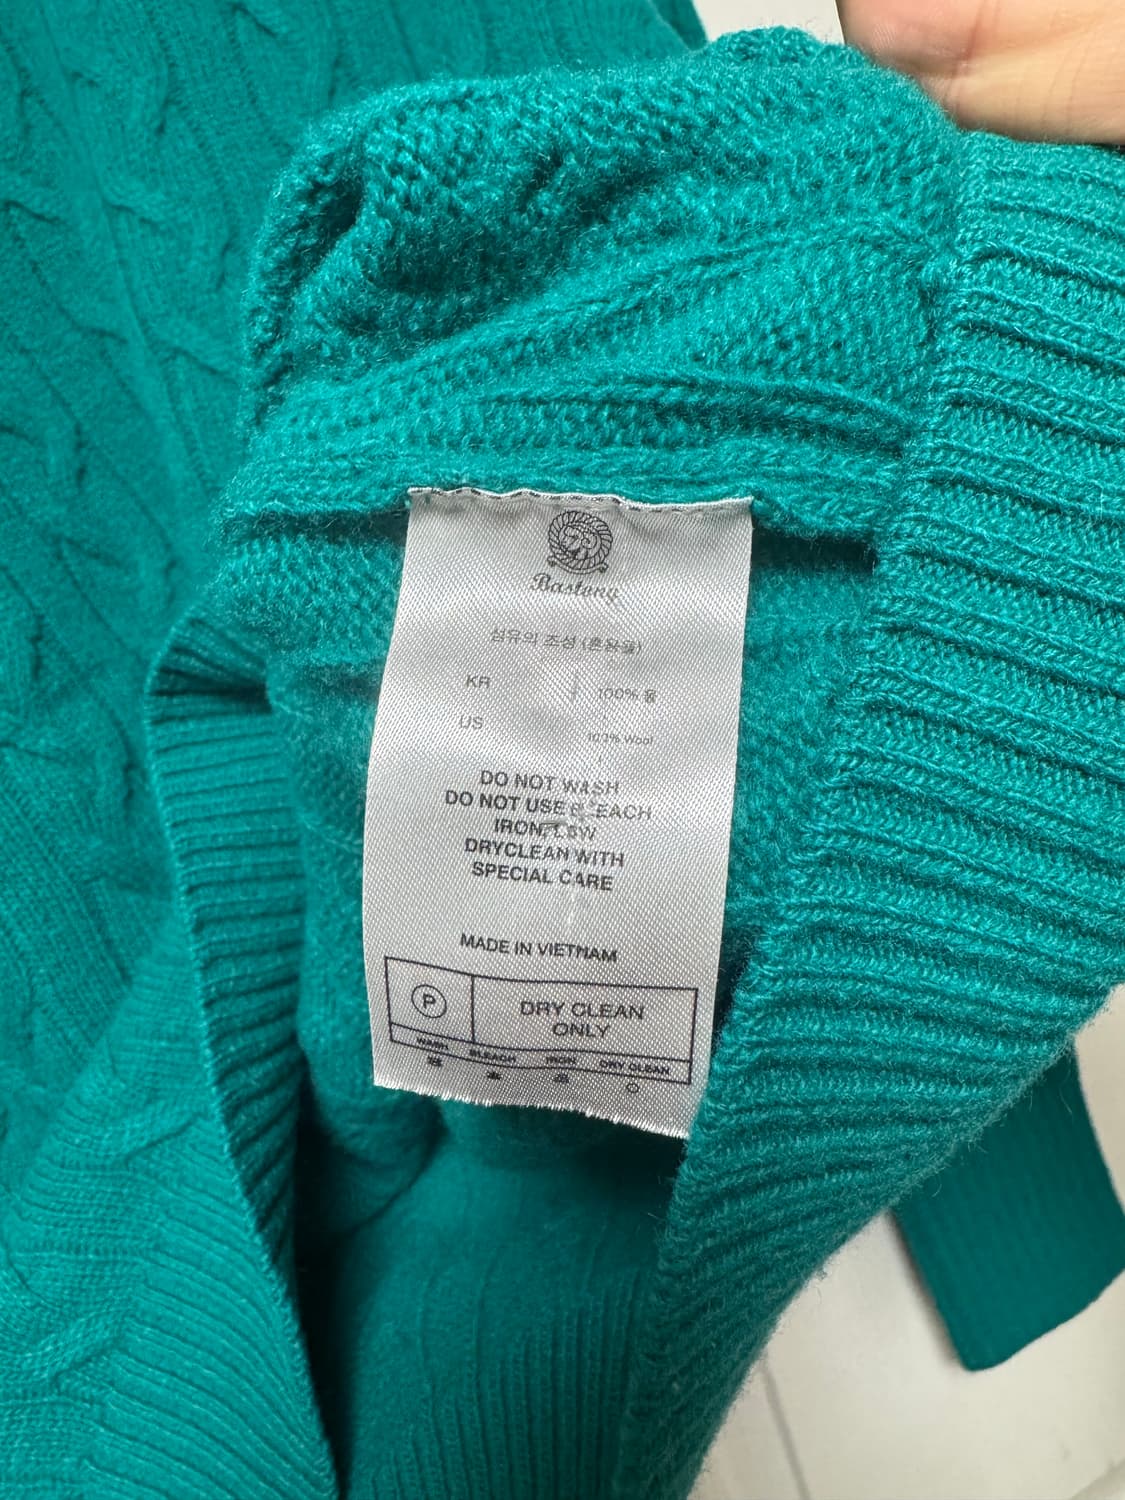 Bastong
섬유의 조성 (혼용율)
KR : 100% 울
US : 100% Wool
DO NOT WASH
DO NOT USE BLEACH
IRON, LOW
DRYCLEAN WITH
SPECIAL CARE
MADE IN VIETNAM
P DRY CLEAN
ONLY
WASH BLEACH IRON DRY CLEAN